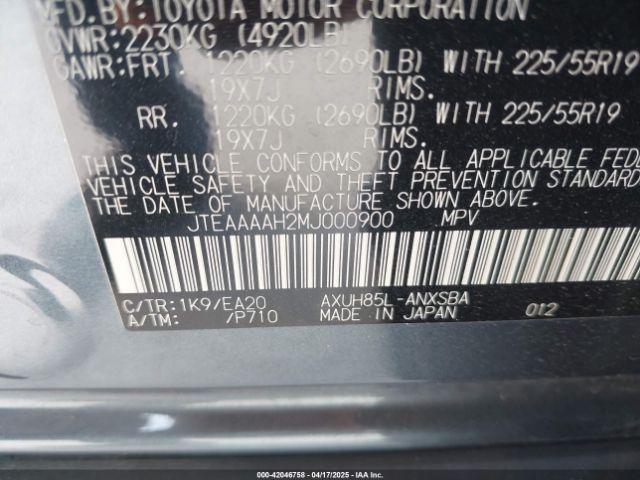 MFD.BY:TOYOTA MOTOR CORPORATION
GVWR:2230KG (4920LB)
GAWR:FRT. 1220KG (2690LB) WITH 225/55R19
19X7J RIMS.
RR. 1220KG (2690LB) WITH 225/55R19
19X7J RIMS.
THIS VEHICLE CONFORMS TO ALL APPLICABLE FEDE
VEHICLE SAFETY AND THEFT PREVENTION STANDARD
THE DATE OF MANUFACTURE SHOWN ABOVE.
JTEAAAAH2MJ000900 MPV
C/TR:1K9/EA20 AXUH85L-ANXSBA
A/TM: /P710 MADE IN JAPAN 012
000-42046758 - 04/17/2025 - IAA Inc.